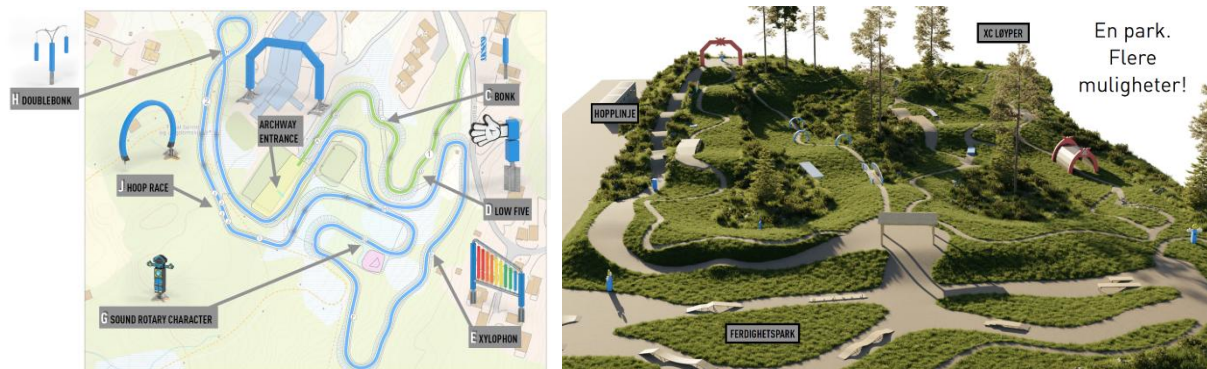 H DOUBLEBONK
ARCHWAY
ENTRANCE
C BONK
J HOOP RACE
D LOW FIVE
G SOUND ROTARY CHARACTER
E XYLOPHON
HOPPLINJE
XC LØYPER
En park.
Flere
muligheter!
FERDIGHETSPARK